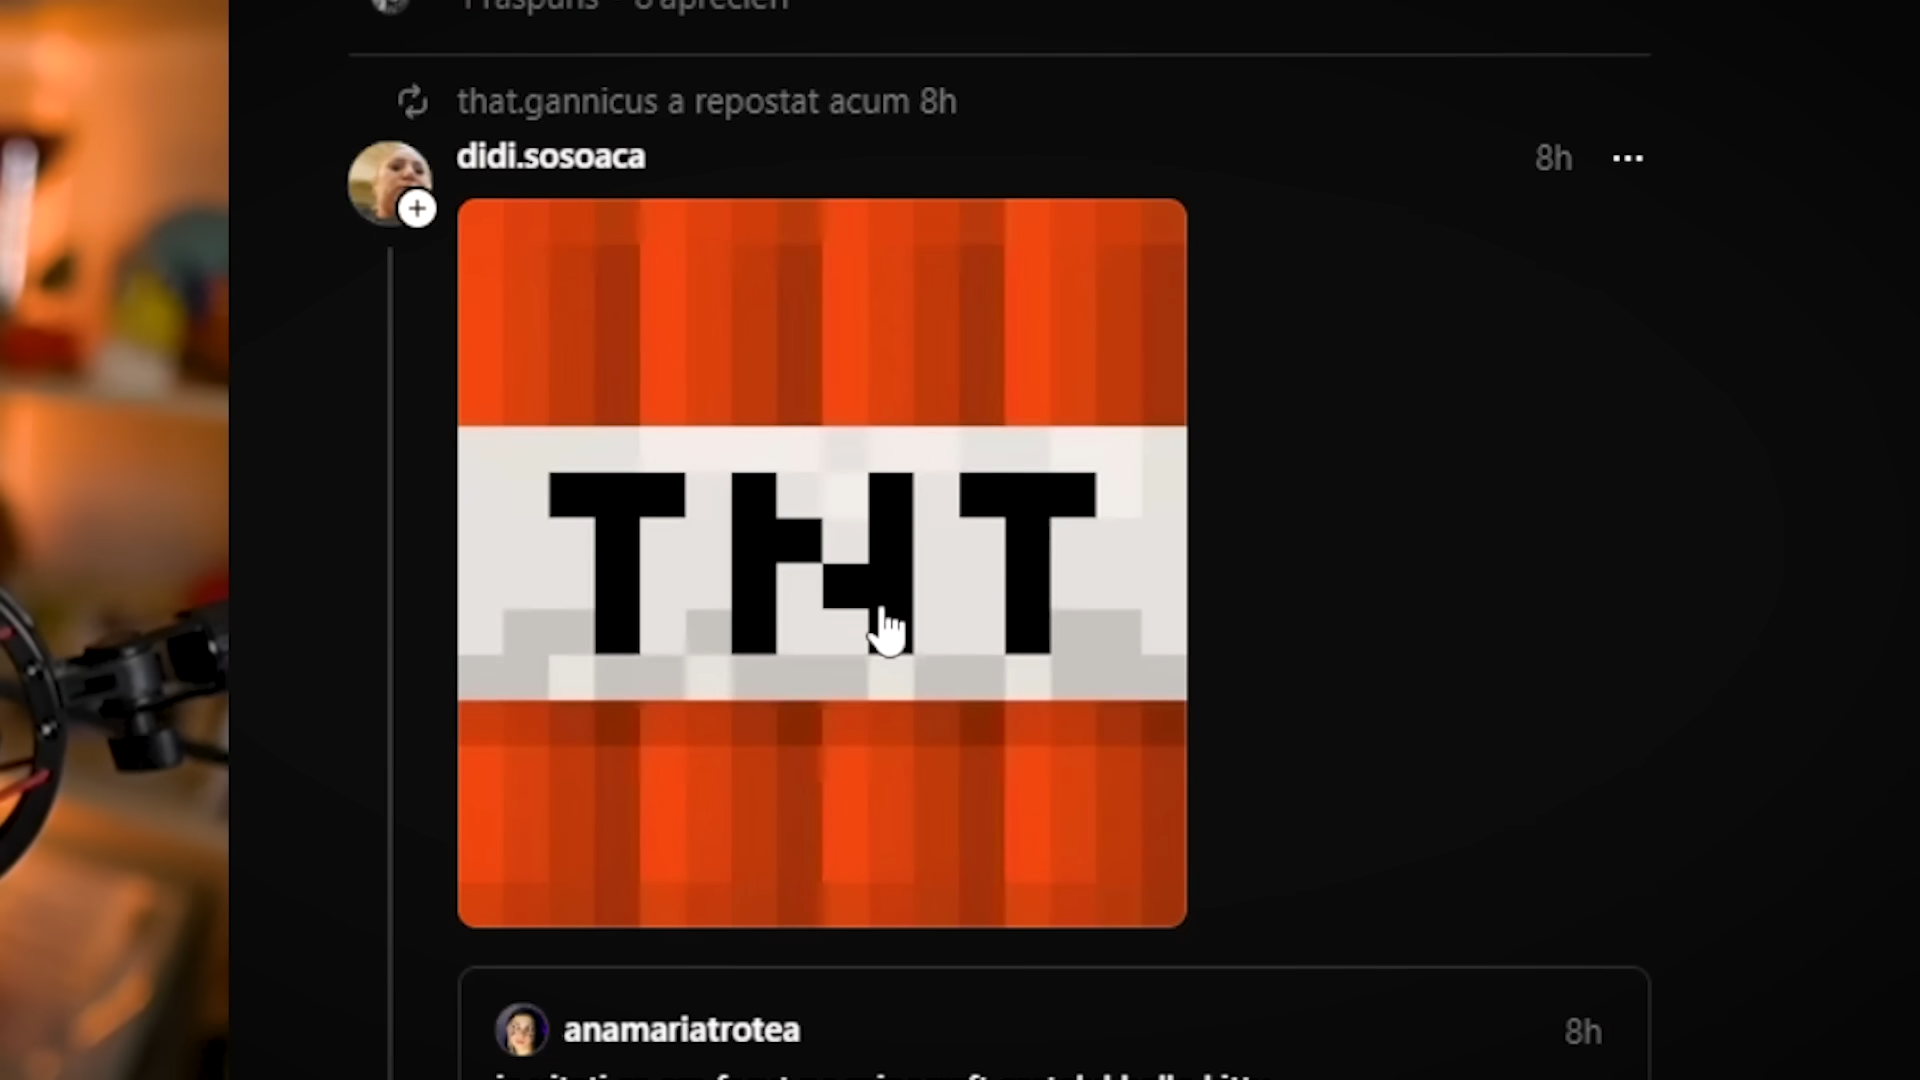 that.gannicus a repostat acum 8h
didi.sosoaca
8h
TNT
anamariatrotea
8h